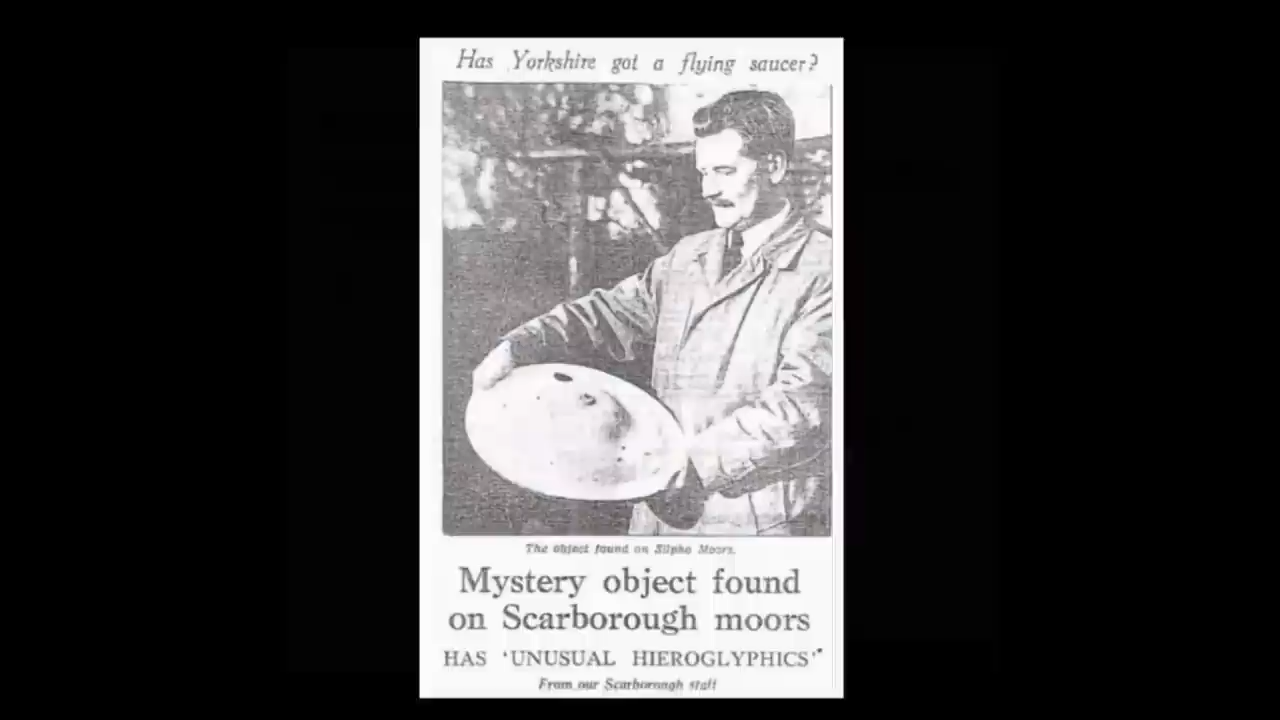 Has Yorkshire got a flying saucer?
The object found on Silpho Moors.
Mystery object found
on Scarborough moors
HAS ‘UNUSUAL HIEROGLYPHICS’
From our Scarborough staff